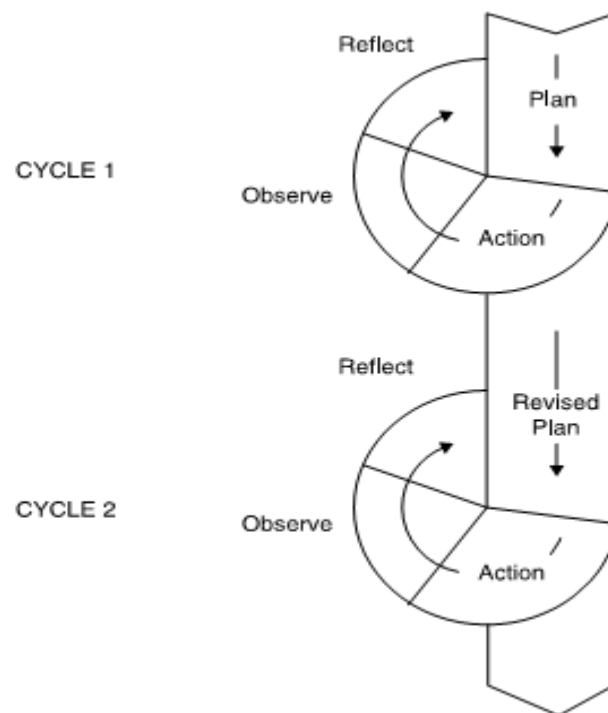 Reflect
Plan
CYCLE 1
Observe
Action
Reflect
Revised
Plan
CYCLE 2
Observe
Action